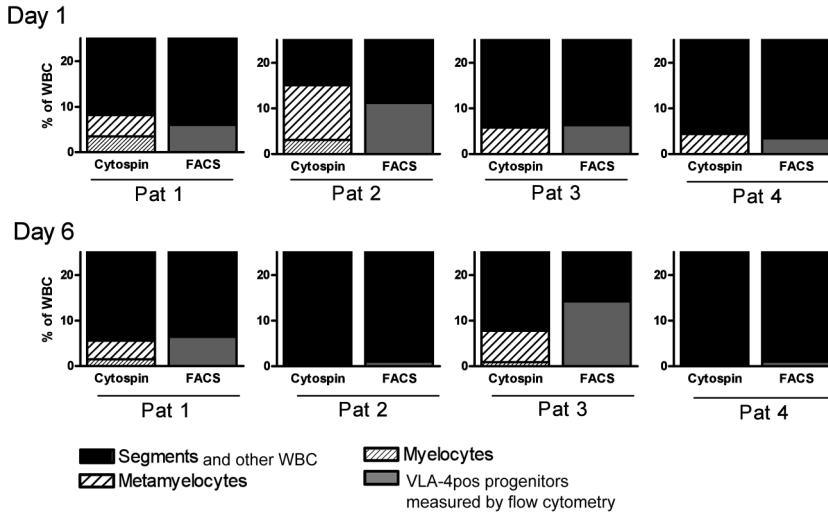 Day 1
% of WBC
20
10
0
Cytospin FACS
Pat 1
20
10
0
Cytospin FACS
Pat 2
20
10
0
Cytospin FACS
Pat 3
20
10
0
Cytospin FACS
Pat 4
Day 6
% of WBC
20
10
0
Cytospin FACS
Pat 1
20
10
0
Cytospin FACS
Pat 2
20
10
0
Cytospin FACS
Pat 3
20
10
0
Cytospin FACS
Pat 4
Segments and other WBC
Metamyelocytes
Myelocytes
VLA-4pos progenitors
measured by flow cytometry